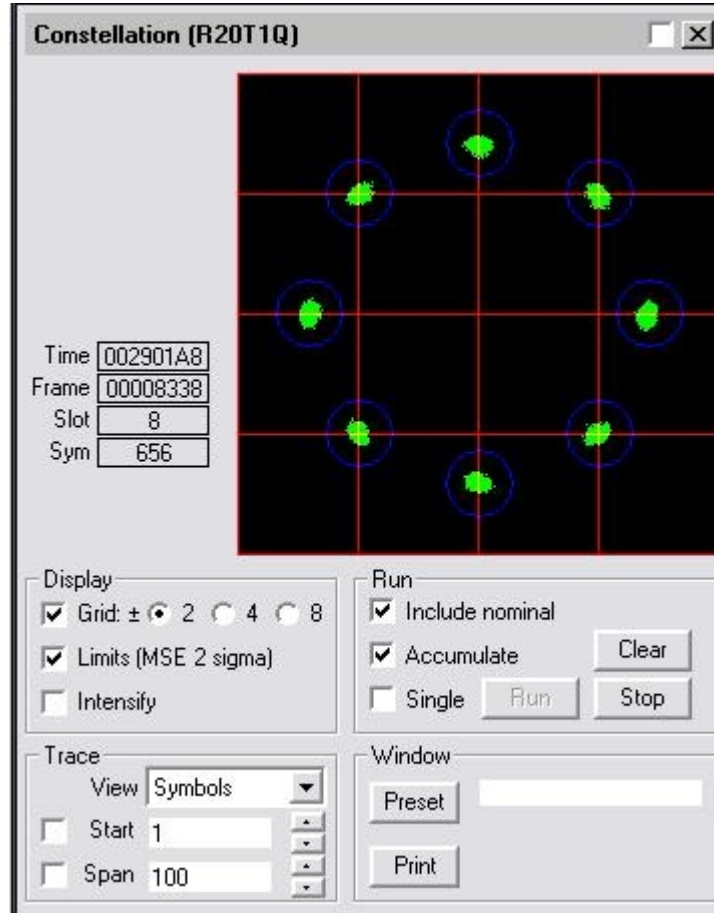 Constellation (R20T1Q)
Time 002901A8
Frame 00008338
Slot 8
Sym 656
Display
Grid: ± 2 4 8
Limits (MSE 2 sigma)
Intensify
Run
Include nominal
Accumulate Clear
Single Run Stop
Trace
View Symbols
Start 1
Span 100
Window
Preset
Print